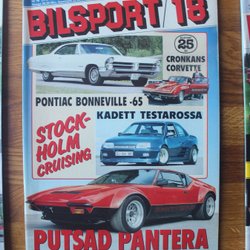 BILSPORT 18
25
CRONKANS
CORVETTE
PONTIAC BONNEVILLE -65
KADETT TESTAROSSA
STOCK-
HOLM
CRUISING
PUTSAD PANTERA